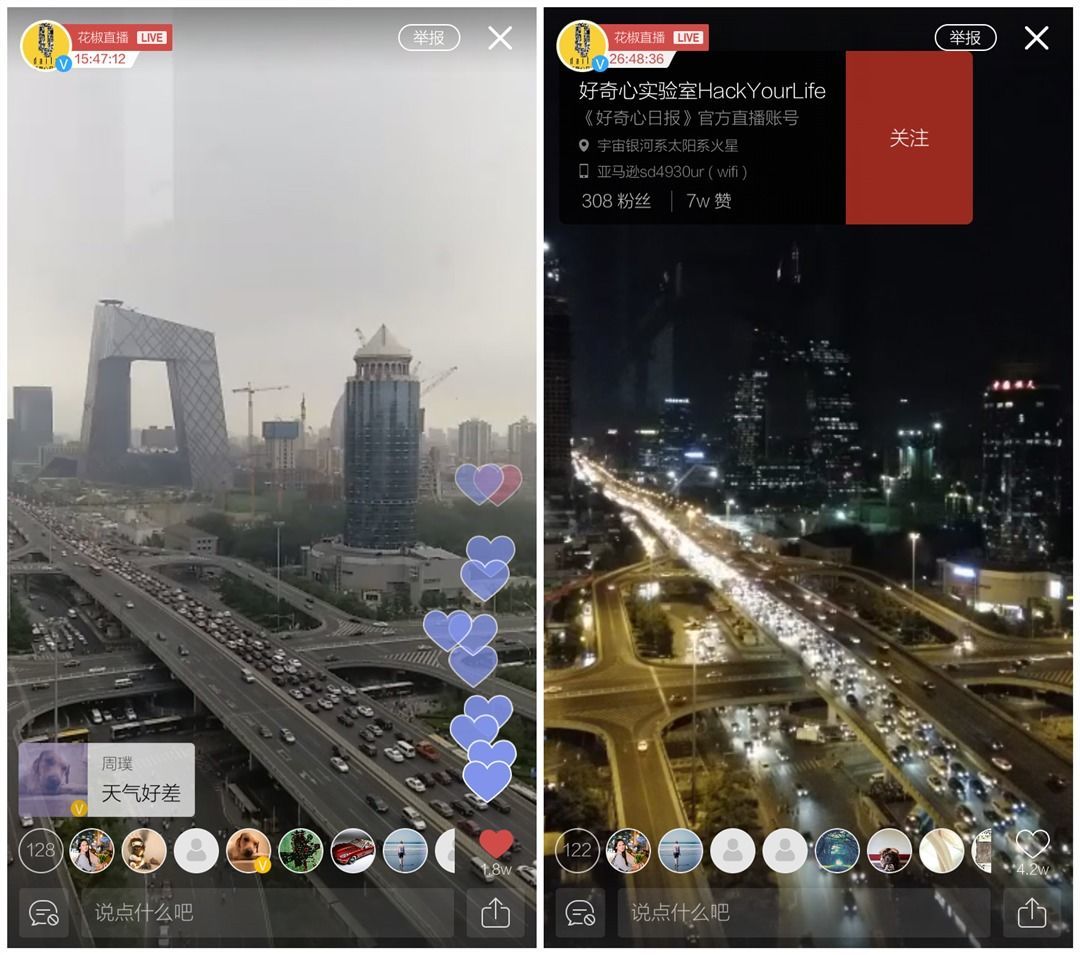 花椒直播 LIVE
举报
15:47:12
周璞
天气好差
128
1.8w
说点什么吧
花椒直播 LIVE
举报
26:48:36
好奇心实验室HackYourLife
《好奇心日报》官方直播账号
宇宙银河系太阳系火星
亚马逊sd4930ur ( wifi )
308 粉丝 | 7w 赞
关注
122
4.2w
说点什么吧